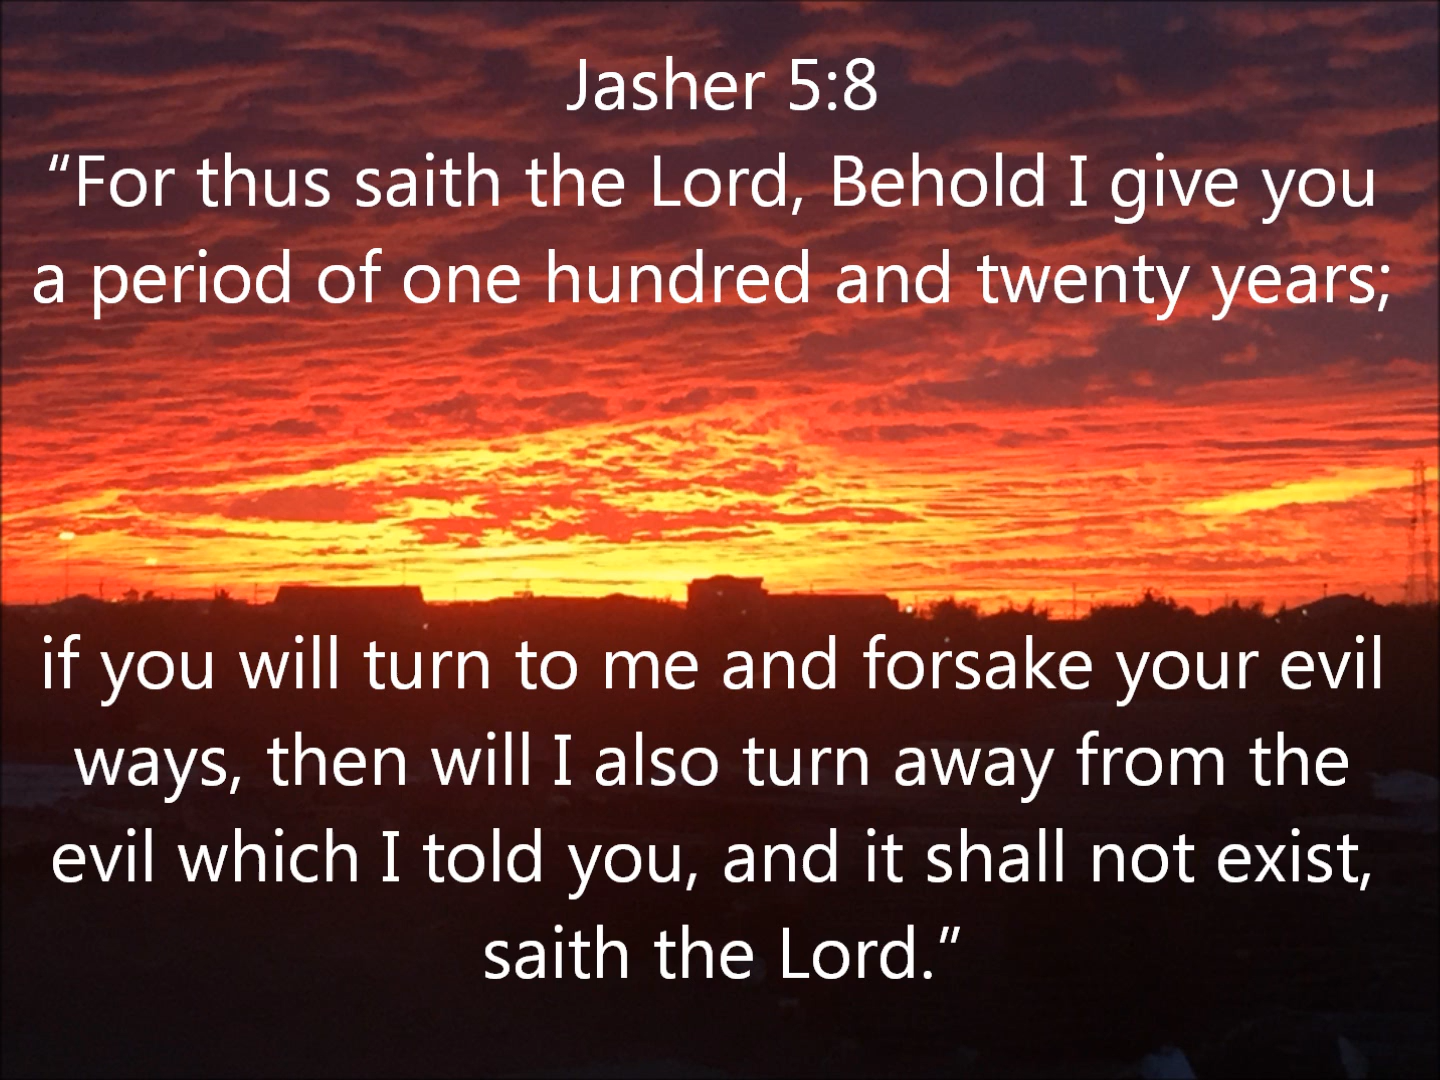 Jasher 5:8
“For thus saith the Lord, Behold I give you
a period of one hundred and twenty years;
if you will turn to me and forsake your evil
ways, then will I also turn away from the
evil which I told you, and it shall not exist,
saith the Lord.”